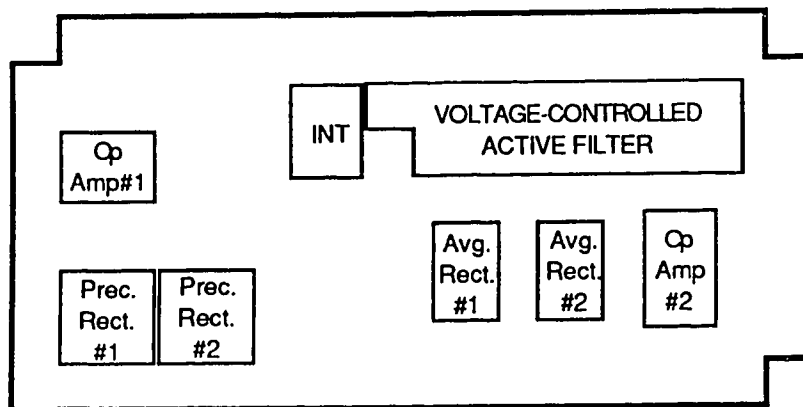 INT
VOLTAGE-CONTROLLED
ACTIVE FILTER
Op
Amp#1
Avg.
Rect.
#1
Avg.
Rect.
#2
Op
Amp
#2
Prec.
Rect.
#1
Prec.
Rect.
#2